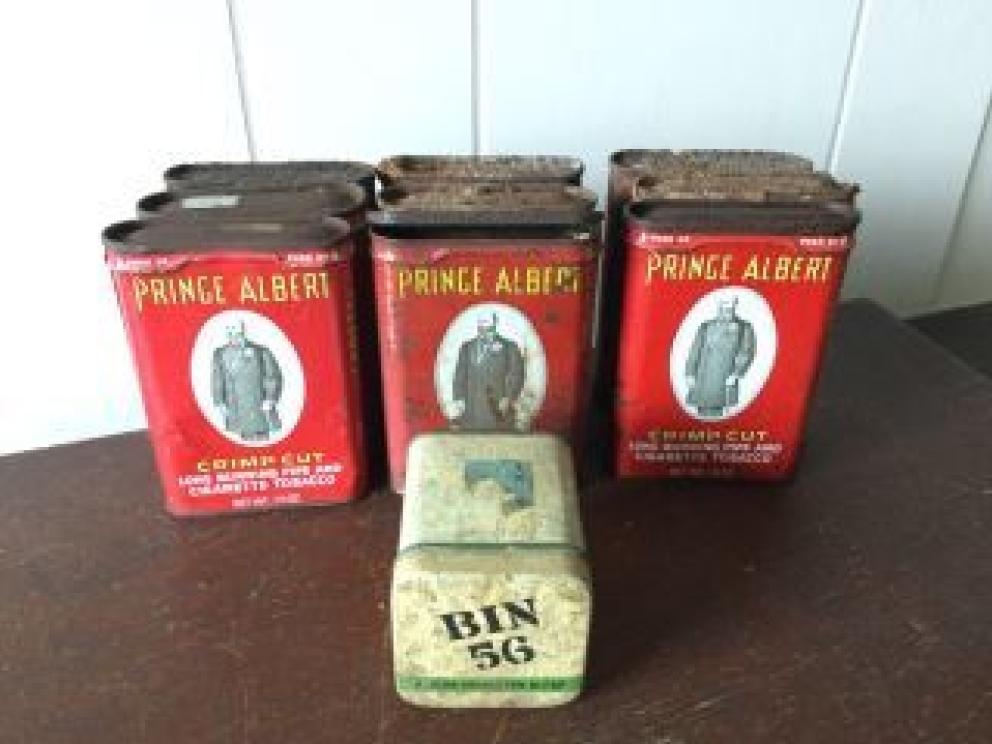 PRINCE ALBERT
CRIMP CUT
LONG BURNING PIPE AND
CIGARETTE TOBACCO
PRINCE ALBERT
PRINCE ALBERT
CRIMP CUT
LONG BURNING PIPE AND
CIGARETTE TOBACCO
BIN
56